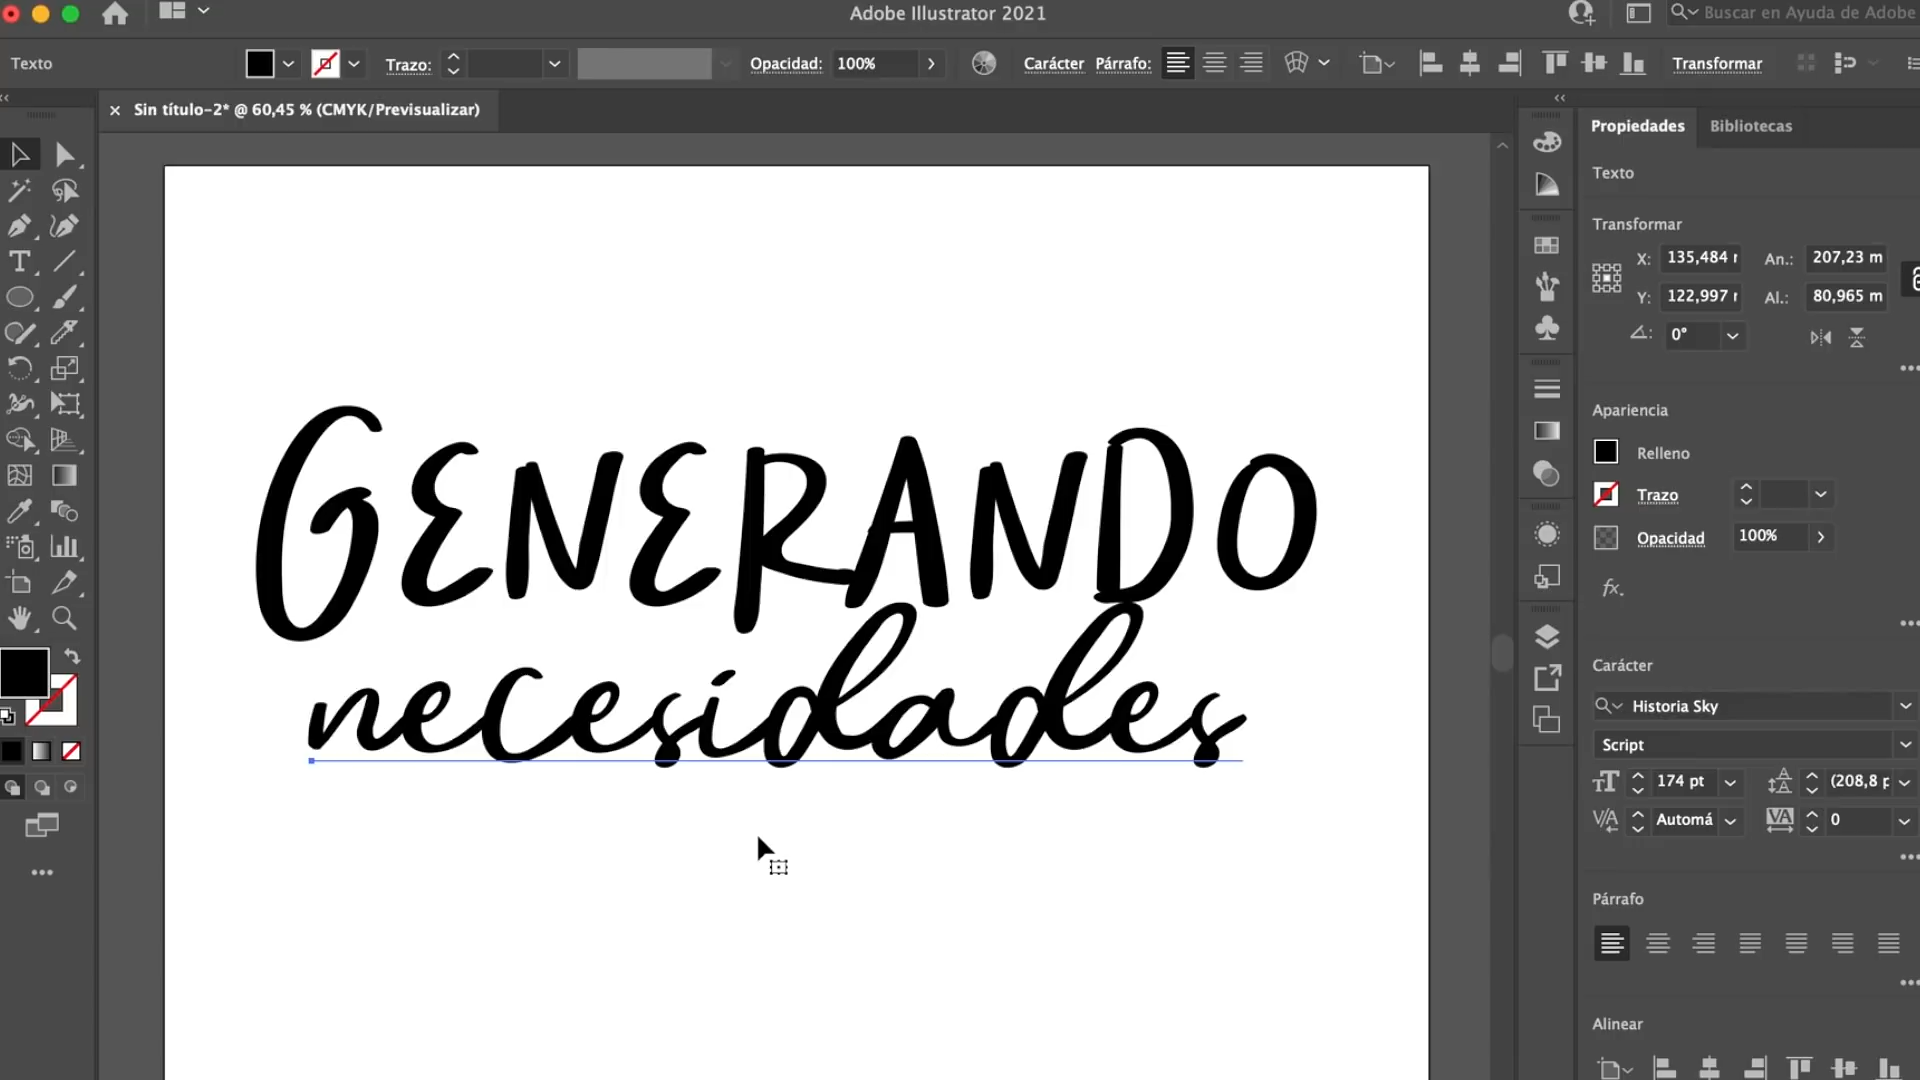 Adobe Illustrator 2021
Buscar en Ayuda de Adobe
Texto
Trazo:
Opacidad: 100%
Carácter Párrafo:
Transformar
× Sin título-2* @ 60,45 % (CMYK/Previsualizar)
Propiedades Bibliotecas
Texto
Transformar
X: 135,484 An.: 207,23 m
Y: 122,997 Al.: 80,965 m
0°
Apariencia
Relleno
Trazo
Opacidad 100%
fx.
GENERANDO
necesidades
Carácter
Historia Sky
Script
174 pt (208,8 p
Automá 0
Párrafo
Alinear